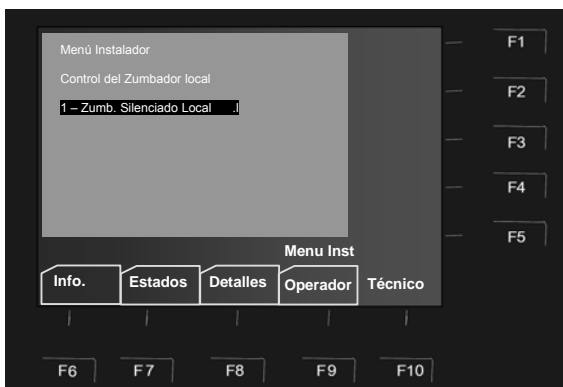 Menú Instalador
F1
Control del Zumbador local
F2
1 – Zumb. Silenciado Local .I
F3
F4
F5
Menu Inst
Info. Estados Detalles Operador Técnico
F6 F7 F8 F9 F10